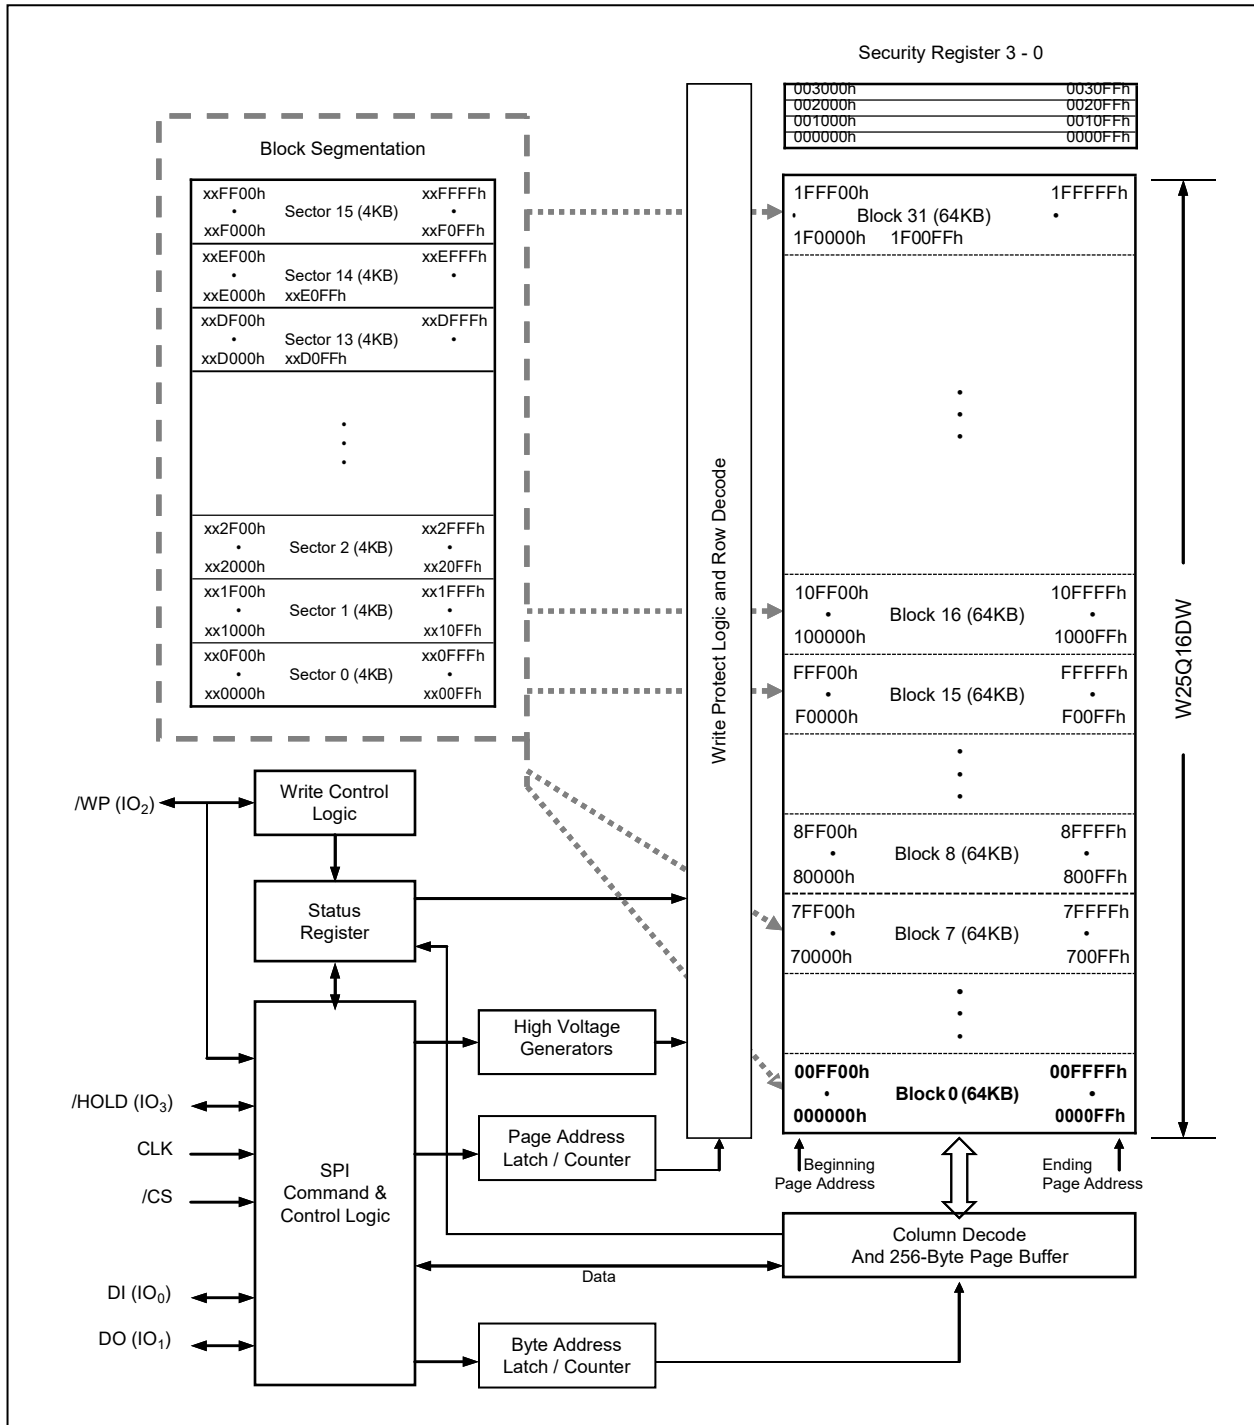 Security Register 3 - 0
003000h 0030FFh
002000h 0020FFh
001000h 0010FFh
000000h 0000FFh
Block Segmentation
xxFF00h xxFFFFh
• Sector 15 (4KB) •
xxF000h xxF0FFh
xxEF00h xxEFFFh
• Sector 14 (4KB) •
xxE000h xxE0FFh
xxDF00h xxDFFFh
• Sector 13 (4KB) •
xxD000h xxD0FFh
xx2F00h xx2FFFh
• Sector 2 (4KB) •
xx2000h xx20FFh
xx1F00h xx1FFFh
• Sector 1 (4KB) •
xx1000h xx10FFh
xx0F00h xx0FFFh
• Sector 0 (4KB) •
xx0000h xx00FFh
Write Protect Logic and Row Decode
1FFF00h 1FFFFFh
• Block 31 (64KB) •
1F0000h 1F00FFh
10FF00h 10FFFFh
• Block 16 (64KB) •
100000h 1000FFh
FFF00h FFFFFh
• Block 15 (64KB) •
F0000h F00FFh
8FF00h 8FFFFh
• Block 8 (64KB) •
80000h 800FFh
7FF00h 7FFFFh
• Block 7 (64KB) •
70000h 700FFh
00FF00h 00FFFFh
• Block 0 (64KB) •
000000h 0000FFh
W25Q16DW
Beginning
Page Address
Ending
Page Address
/WP (IO2)
Write Control
Logic
Status
Register
High Voltage
Generators
/HOLD (IO3)
CLK
/CS
DI (IO0)
DO (IO1)
SPI
Command &
Control Logic
Page Address
Latch / Counter
Column Decode
And 256-Byte Page Buffer
Data
Byte Address
Latch / Counter